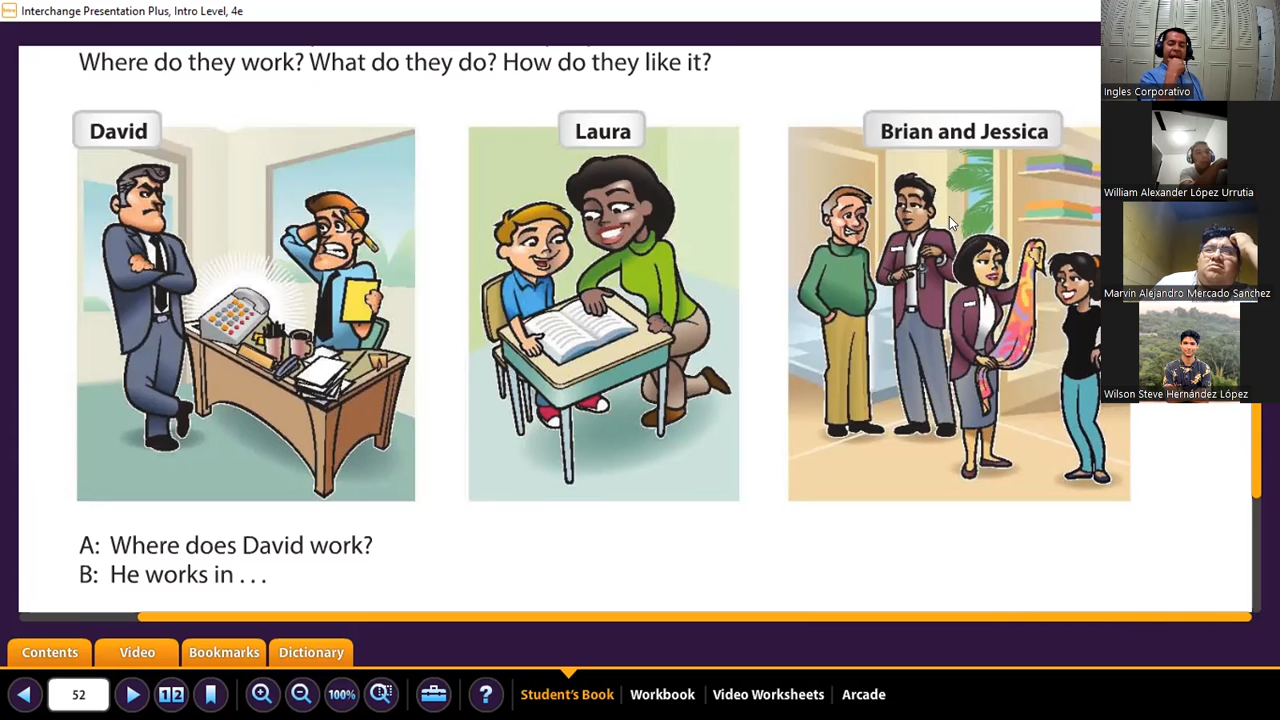 Interchange Presentation Plus, Intro Level, 4e
Where do they work? What do they do? How do they like it?
David
Laura
Brian and Jessica
A: Where does David work?
B: He works in . . .
Ingles Corporativo
William Alexander López Urrutia
Marvin Alejandro Mercado Sanchez
Wilson Steve Hernández López
Contents
Video
Bookmarks
Dictionary
52
1 2
100%
?
Student's Book
Workbook
Video Worksheets
Arcade